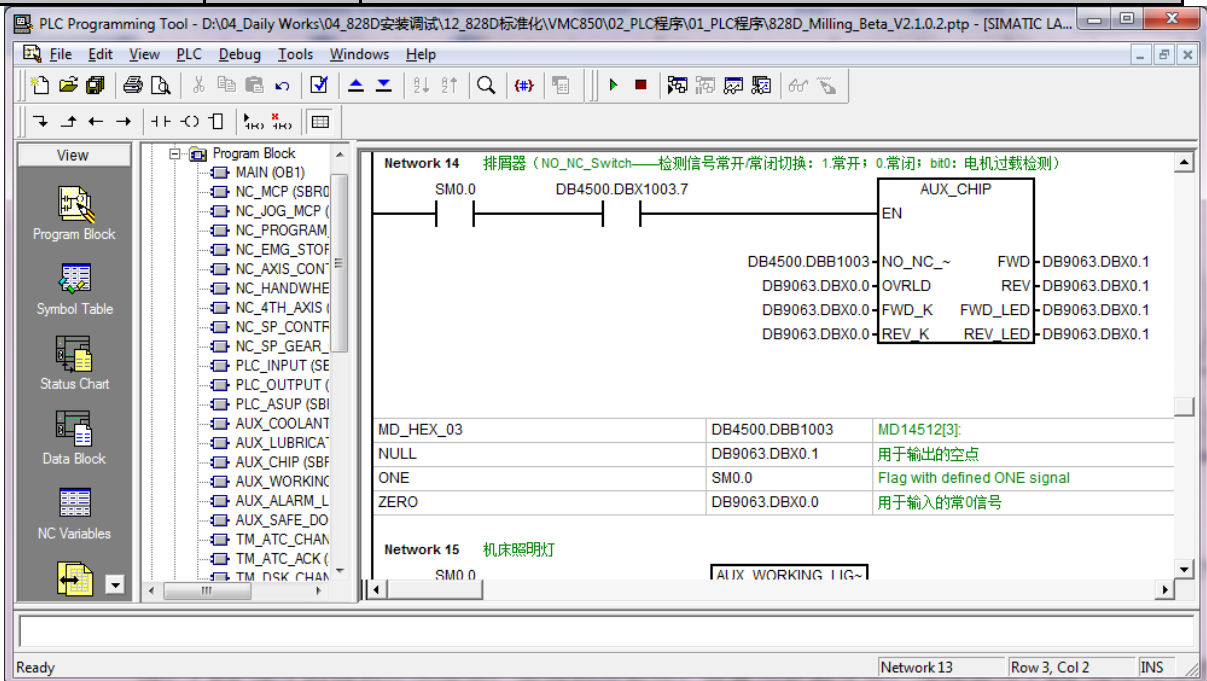 PLC Programming Tool - D:\04_Daily Works\04_828D安装调试\12_828D标准化\VMC850\02_PLC程序\01_PLC程序\828D_Milling_Beta_V2.1.0.2.ptp - [SIMATIC LA...
File Edit View PLC Debug Tools Windows Help
View
Program Block
Symbol Table
Status Chart
Data Block
NC Variables
Program Block
MAIN (OB1)
NC_MCP (SBR0
NC_JOG_MCP (
NC_PROGRAM_
NC_EMG_STOF
NC_AXIS_CONT
NC_HANDWHE
NC_4TH_AXIS (
NC_SP_CONTR
NC_SP_GEAR_
PLC_INPUT (SE
PLC_OUTPUT (
PLC_ASUP (SBI
AUX_COOLANT
AUX_LUBRICAT
AUX_CHIP (SBF
AUX_WORKING
AUX_ALARM_L
AUX_SAFE_DO
TM_ATC_CHAN
TM_ATC_ACK (
TM_DSK_CHAN
Network 14 排屑器（NO_NC_Switch——检测信号常开/常闭切换：1.常开；0.常闭；bit0：电机过载检测）
SM0.0 DB4500.DBX1003.7 AUX_CHIP
EN
DB4500.DBB1003 NO_NC_~ FWD DB9063.DBX0.1
DB9063.DBX0.0 OVRLD REV DB9063.DBX0.1
DB9063.DBX0.0 FWD_K FWD_LED DB9063.DBX0.1
DB9063.DBX0.0 REV_K REV_LED DB9063.DBX0.1
MD_HEX_03 DB4500.DBB1003 MD14512[3]:
NULL DB9063.DBX0.1 用于输出的空点
ONE SM0.0 Flag with defined ONE signal
ZERO DB9063.DBX0.0 用于输入的常0信号
Network 15 机床照明灯
SM0.0 AUX_WORKING_LIG~
Ready Network 13 Row 3, Col 2 INS